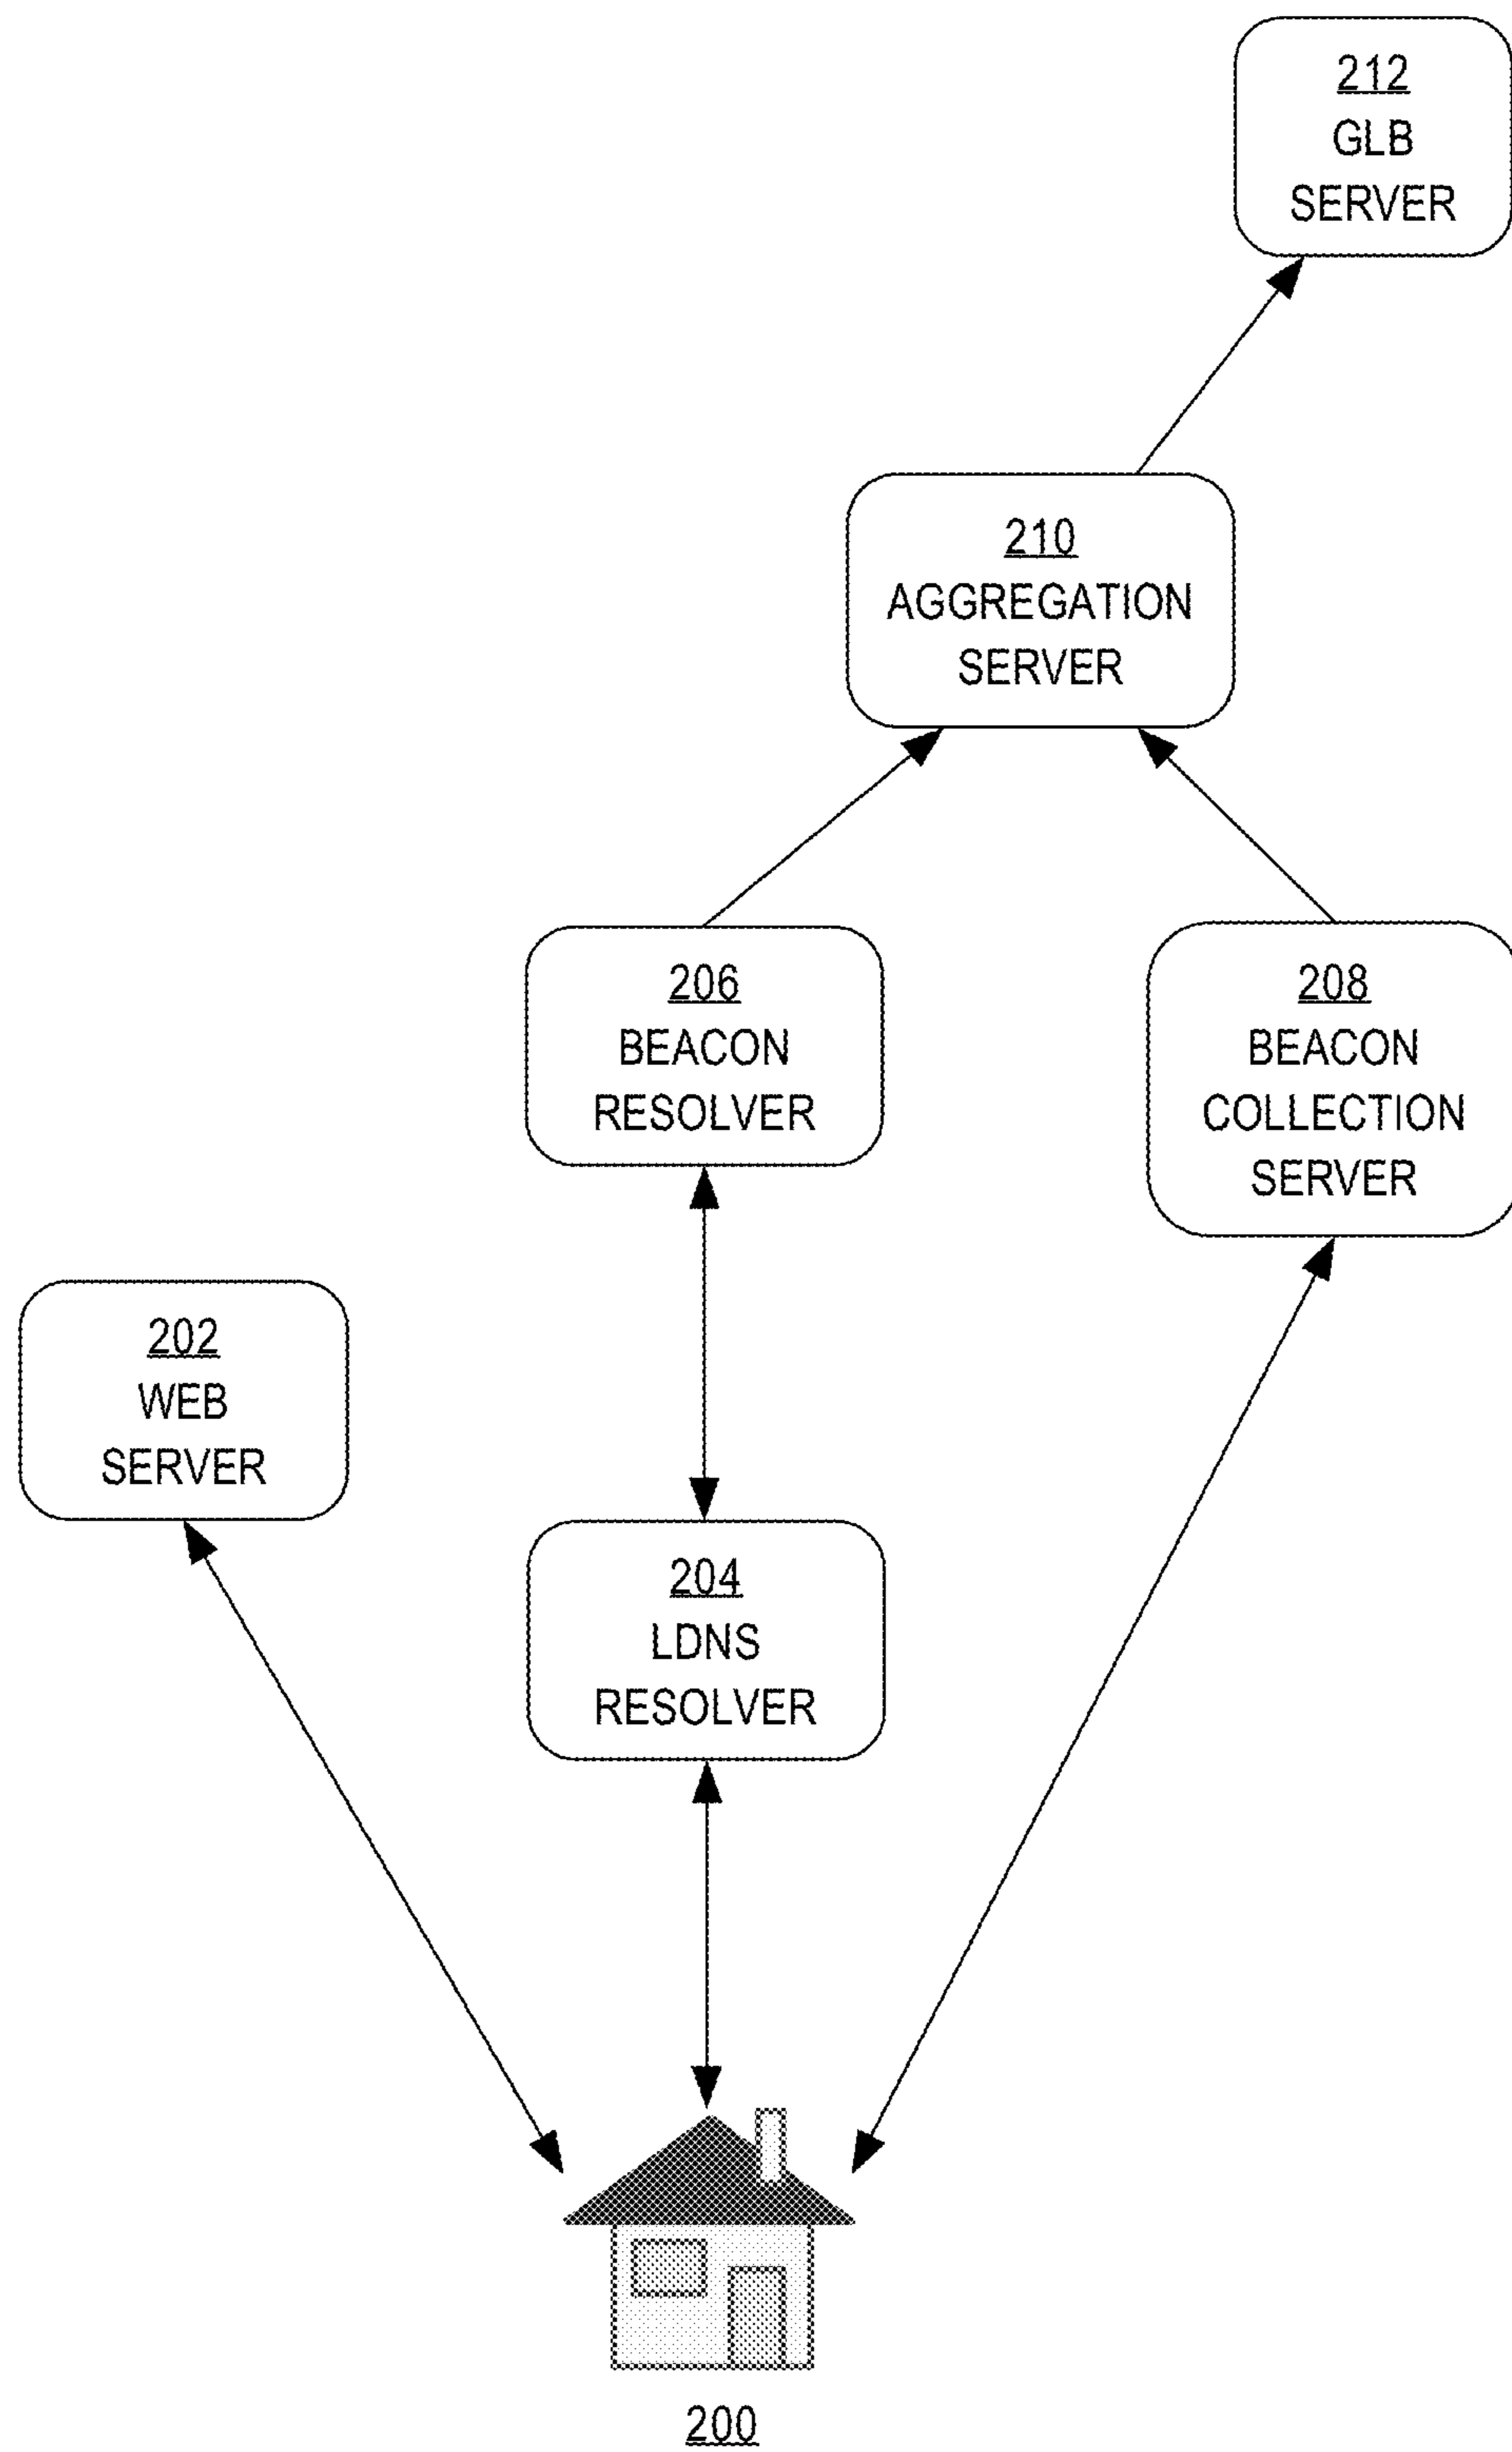 212
GLB
SERVER
210
AGGREGATION
SERVER
206
BEACON
RESOLVER
208
BEACON
COLLECTION
SERVER
202
WEB
SERVER
204
LDNS
RESOLVER
200